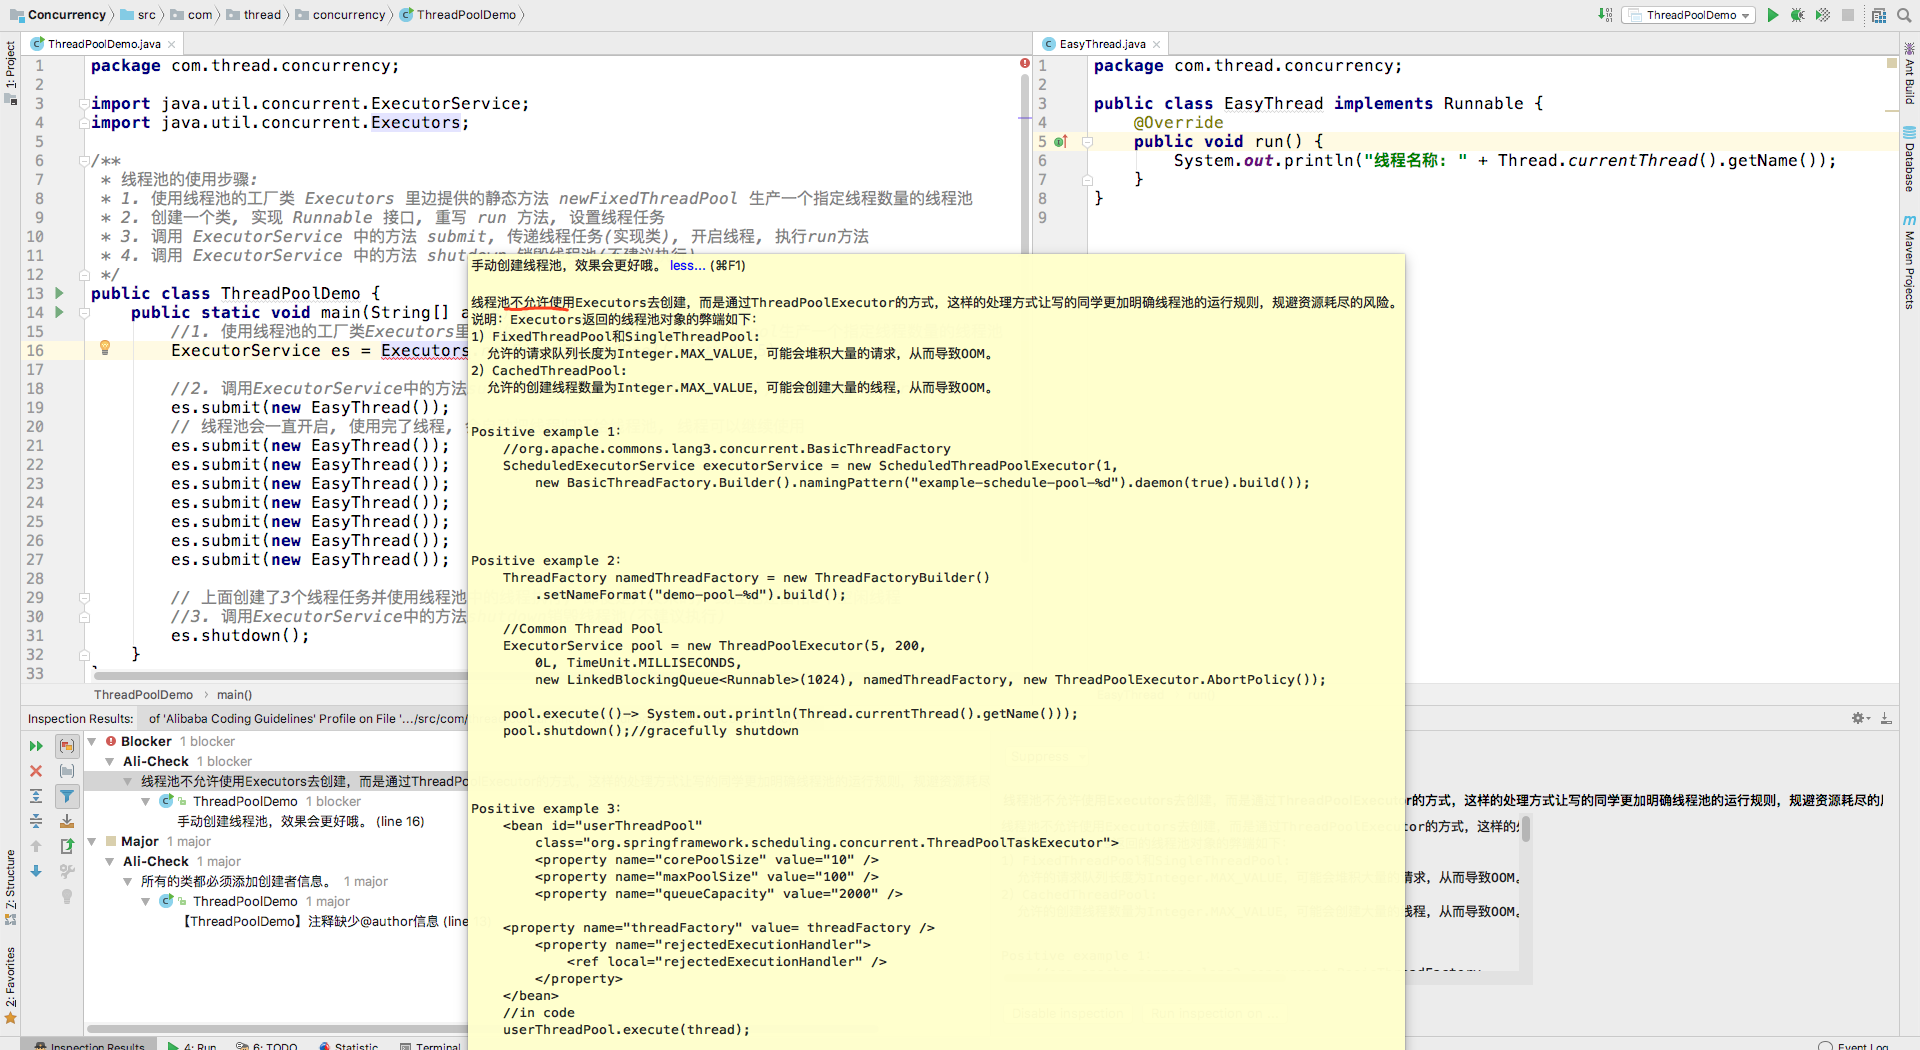 Concurrency src com thread concurrency ThreadPoolDemo
ThreadPoolDemo
1: Project
ThreadPoolDemo.java
1 package com.thread.concurrency;
2
3 import java.util.concurrent.ExecutorService;
4 import java.util.concurrent.Executors;
5
6 /**
7 * 线程池的使用步骤:
8 * 1. 使用线程池的工厂类 Executors 里边提供的静态方法 newFixedThreadPool 生产一个指定线程数量的线程池
9 * 2. 创建一个类, 实现 Runnable 接口, 重写 run 方法, 设置线程任务
10 * 3. 调用 ExecutorService 中的方法 submit, 传递线程任务(实现类), 开启线程, 执行run方法
11 * 4. 调用 ExecutorService 中的方法 shutdown 销毁线程池(不建议执行)
12 */
13 public class ThreadPoolDemo {
14 public static void main(String[] a
15 //1. 使用线程池的工厂类Executors里
16 ExecutorService es = Executors
17
18 //2. 调用ExecutorService中的方法
19 es.submit(new EasyThread());
20 // 线程池会一直开启, 使用完了线程,
21 es.submit(new EasyThread());
22 es.submit(new EasyThread());
23 es.submit(new EasyThread());
24 es.submit(new EasyThread());
25 es.submit(new EasyThread());
26 es.submit(new EasyThread());
27 es.submit(new EasyThread());
28
29 // 上面创建了3个线程任务并使用线程池
30 //3. 调用ExecutorService中的方法
31 es.shutdown();
32 }
33
ThreadPoolDemo main()
EasyThread.java
1 package com.thread.concurrency;
2
3 public class EasyThread implements Runnable {
4 @Override
5 public void run() {
6 System.out.println("线程名称: " + Thread.currentThread().getName());
7 }
8 }
9
Ant Build
Database
Maven Projects
手动创建线程池，效果会更好哦。 less... (⌘F1)
线程池不允许使用Executors去创建，而是通过ThreadPoolExecutor的方式，这样的处理方式让写的同学更加明确线程池的运行规则，规避资源耗尽的风险。
说明：Executors返回的线程池对象的弊端如下：
1）FixedThreadPool和SingleThreadPool:
允许的请求队列长度为Integer.MAX_VALUE，可能会堆积大量的请求，从而导致OOM。
2）CachedThreadPool:
允许的创建线程数量为Integer.MAX_VALUE，可能会创建大量的线程，从而导致OOM。
Positive example 1：
//org.apache.commons.lang3.concurrent.BasicThreadFactory
ScheduledExecutorService executorService = new ScheduledThreadPoolExecutor(1,
new BasicThreadFactory.Builder().namingPattern("example-schedule-pool-%d").daemon(true).build());
Positive example 2：
ThreadFactory namedThreadFactory = new ThreadFactoryBuilder()
.setNameFormat("demo-pool-%d").build();
//Common Thread Pool
ExecutorService pool = new ThreadPoolExecutor(5, 200,
0L, TimeUnit.MILLISECONDS,
new LinkedBlockingQueue<Runnable>(1024), namedThreadFactory, new ThreadPoolExecutor.AbortPolicy());
pool.execute(()-> System.out.println(Thread.currentThread().getName()));
pool.shutdown();//gracefully shutdown
Positive example 3：
<bean id="userThreadPool"
class="org.springframework.scheduling.concurrent.ThreadPoolTaskExecutor">
<property name="corePoolSize" value="10" />
<property name="maxPoolSize" value="100" />
<property name="queueCapacity" value="2000" />
<property name="threadFactory" value= threadFactory />
<property name="rejectedExecutionHandler">
<ref local="rejectedExecutionHandler" />
</property>
</bean>
//in code
userThreadPool.execute(thread);
Inspection Results: of 'Alibaba Coding Guidelines' Profile on File '.../src/com/
Blocker 1 blocker
Ali-Check 1 blocker
线程池不允许使用Executors去创建，而是通过ThreadPo
ThreadPoolDemo 1 blocker
手动创建线程池，效果会更好哦。 (line 16)
Major 1 major
Ali-Check 1 major
所有的类都必须添加创建者信息。 1 major
ThreadPoolDemo 1 major
【ThreadPoolDemo】注释缺少@author信息 (line
的方式，这样的处理方式让写的同学更加明确线程池的运行规则，规避资源耗尽的
tor的方式，这样的
请求，从而导致OOM。
线程，从而导致OOM。
7: Structure
2: Favorites
Inspection Results 4: Run 6: TODO Statistic Terminal Event Log